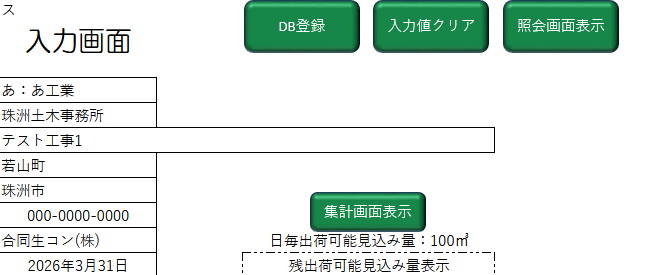 ス
入力画面
DB登録
入力値クリア
照会画面表示
あ：あ工業
珠洲土木事務所
テスト工事1
若山町
珠洲市
000-0000-0000
集計画面表示
合同生コン(株)
日毎出荷可能見込み量：100㎥
2026年3月31日
残出荷可能見込み量表示